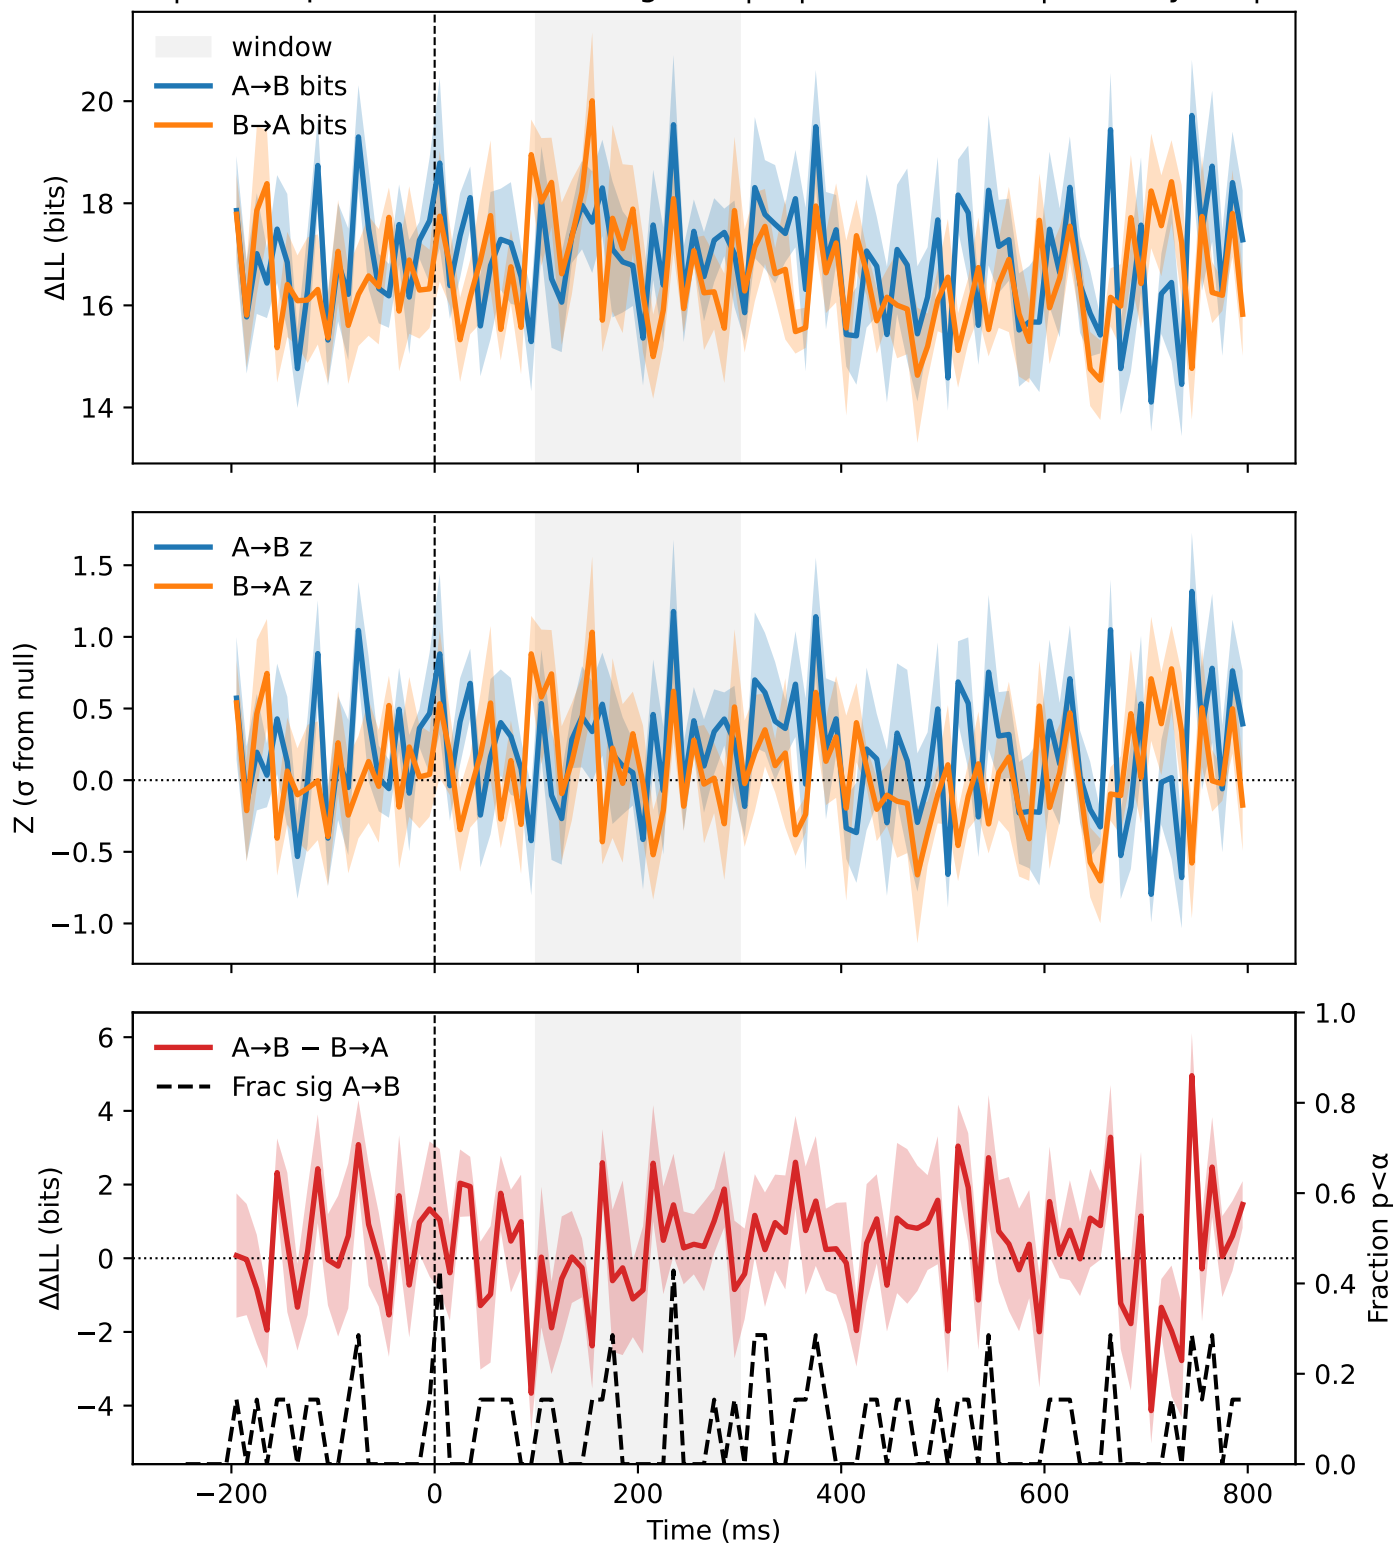 window
A→B bits
B→A bits
20
18
16
14
ΔLL (bits)
A→B z
B→A z
1.5
1.0
0.5
0.0
−0.5
−1.0
Z (σ from null)
A→B − B→A
Frac sig A→B
6
4
2
0
−2
−4
ΔΔLL (bits)
1.0
0.8
0.6
0.4
0.2
0.0
Fraction p<α
−200 0 200 400 600 800
Time (ms)